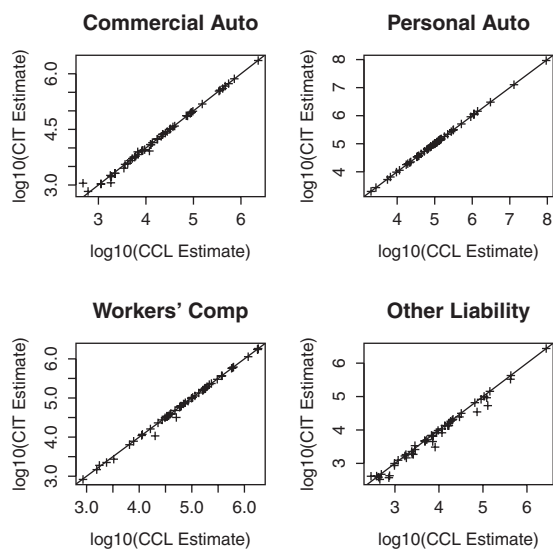 Commercial Auto
log10(CIT Estimate)
3.0 4.5 6.0
3 4 5 6
log10(CCL Estimate)
Personal Auto
log10(CIT Estimate)
4 5 6 7 8
4 5 6 7 8
log10(CCL Estimate)
Workers' Comp
log10(CIT Estimate)
3.0 4.0 5.0 6.0
3.0 4.0 5.0 6.0
log10(CCL Estimate)
Other Liability
log10(CIT Estimate)
3 4 5 6
3 4 5 6
log10(CCL Estimate)